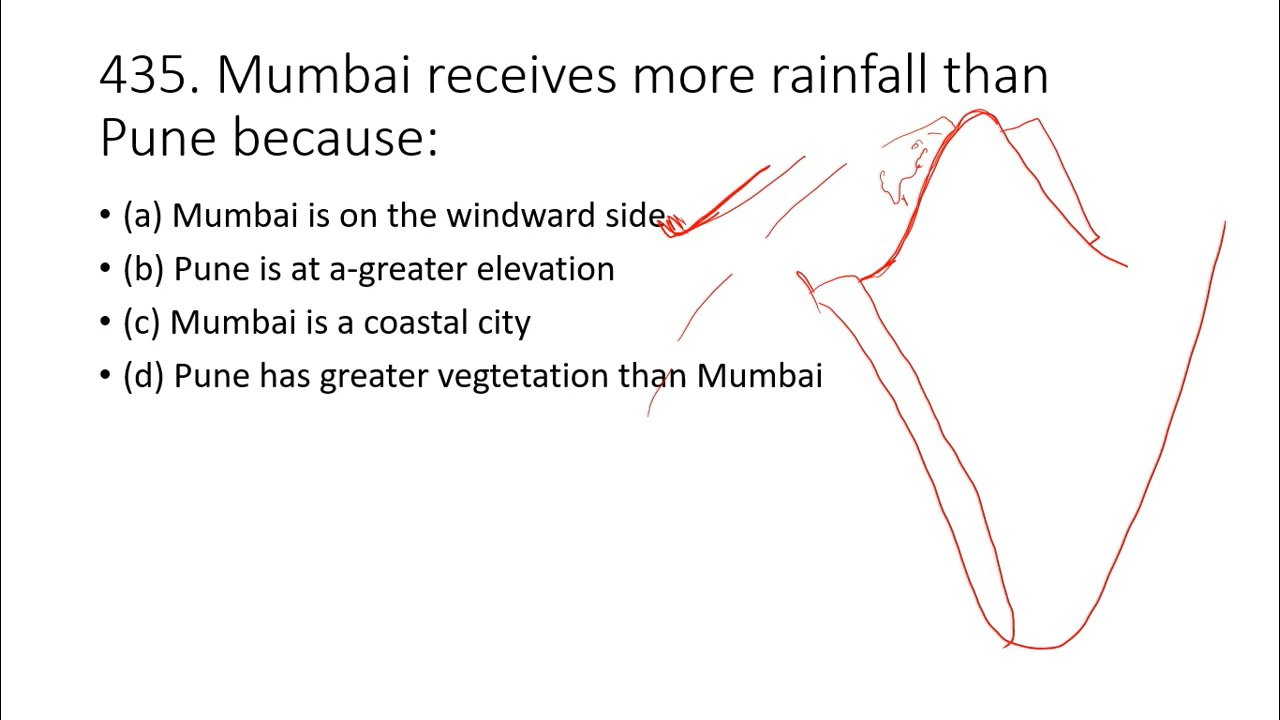 435. Mumbai receives more rainfall than
Pune because:
• (a) Mumbai is on the windward side
• (b) Pune is at a-greater elevation
• (c) Mumbai is a coastal city
• (d) Pune has greater vegtetation than Mumbai